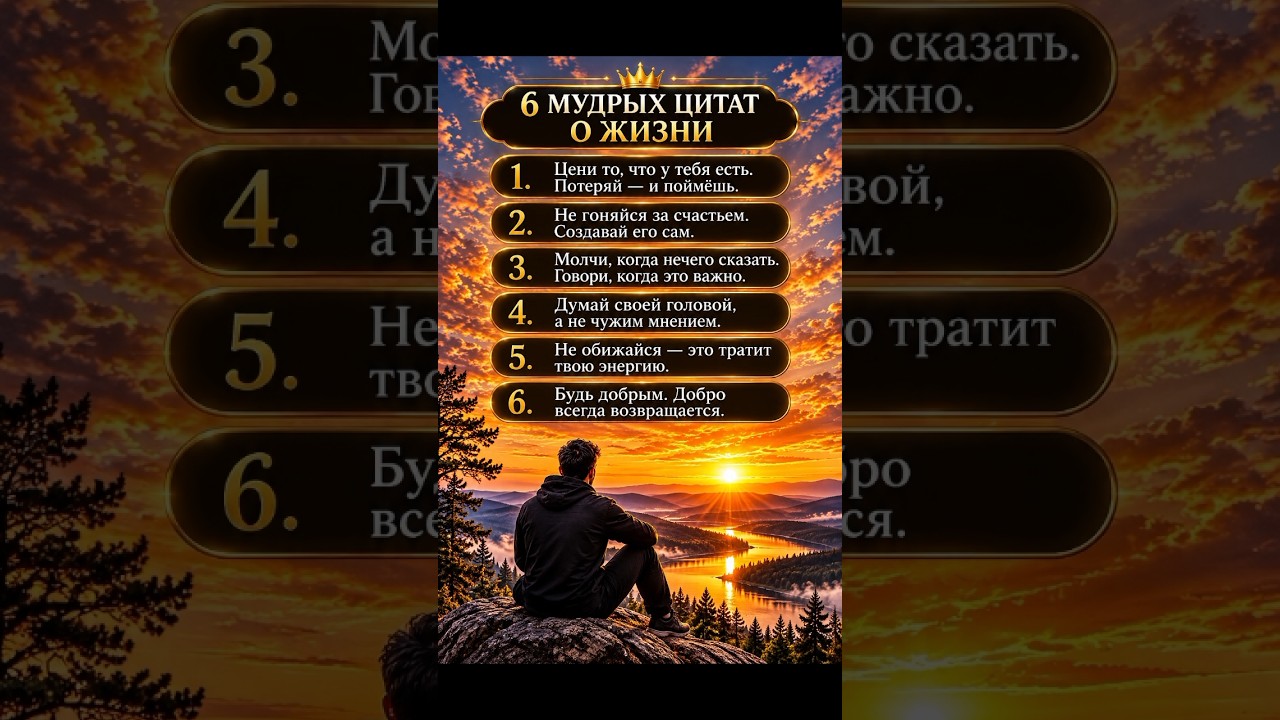 6 МУДРЫХ ЦИТАТ
О ЖИЗНИ
1. Цени то, что у тебя есть.
Потеряй — и поймёшь.
2. Не гоняйся за счастьем.
Создавай его сам.
3. Молчи, когда нечего сказать.
Говори, когда это важно.
4. Думай своей головой,
а не чужим мнением.
5. Не обижайся — это тратит
твою энергию.
6. Будь добрым. Добро
всегда возвращается.